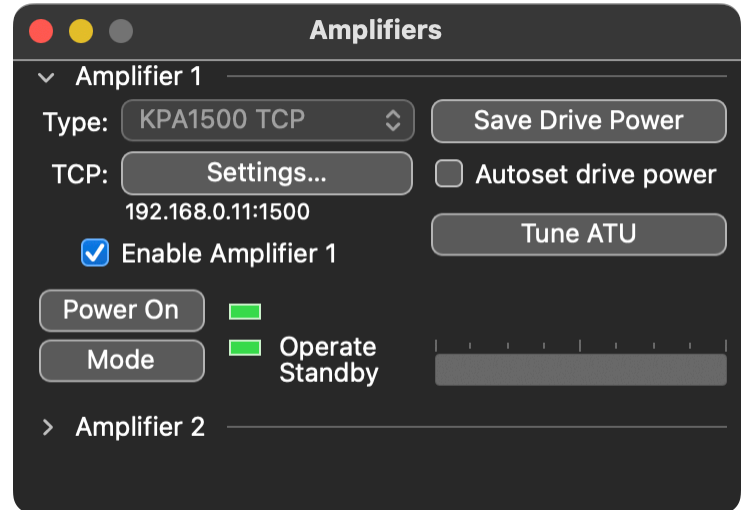 Amplifiers
Amplifier 1
Type: KPA1500 TCP Save Drive Power
TCP: Settings... Autoset drive power
192.168.0.11:1500
Enable Amplifier 1 Tune ATU
Power On
Mode Operate
Standby
Amplifier 2